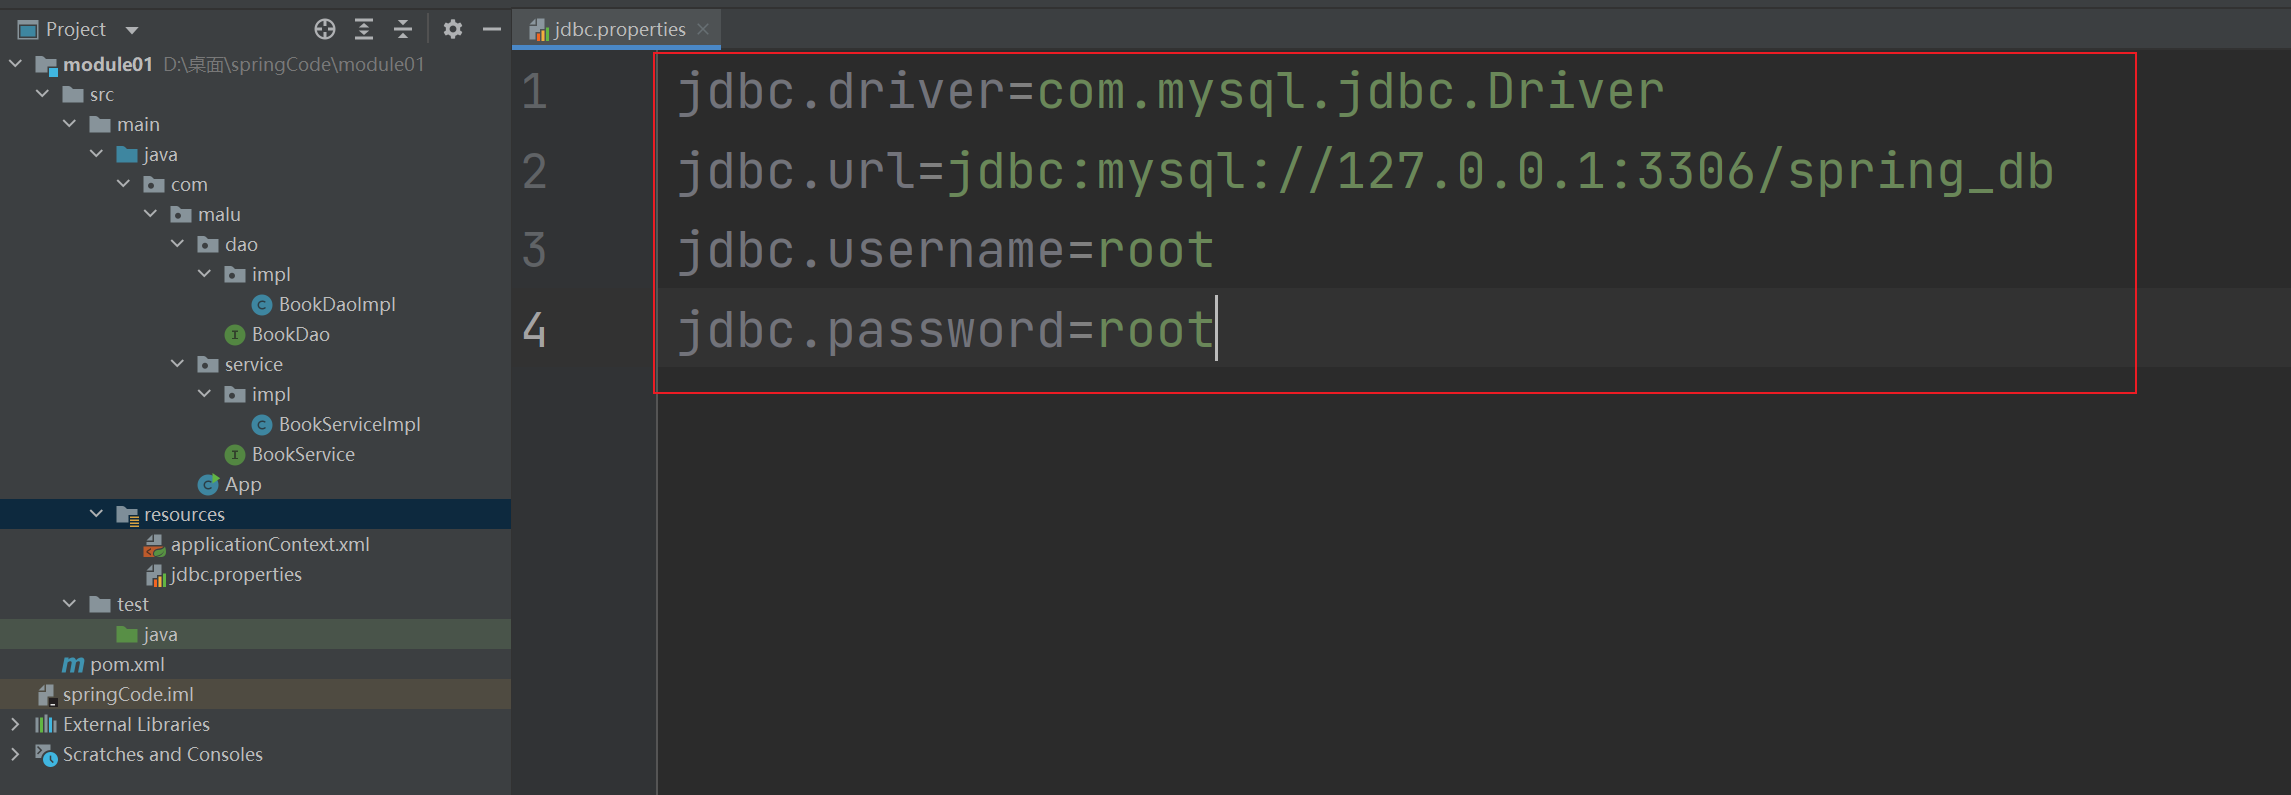 Project
module01 D:\桌面\springCode\module01
src
main
java
com
malu
dao
impl
BookDaoImpl
BookDao
service
impl
BookServiceImpl
BookService
App
resources
applicationContext.xml
jdbc.properties
test
java
pom.xml
springCode.iml
External Libraries
Scratches and Consoles
jdbc.properties
1 jdbc.driver=com.mysql.jdbc.Driver
2 jdbc.url=jdbc:mysql://127.0.0.1:3306/spring_db
3 jdbc.username=root
4 jdbc.password=root